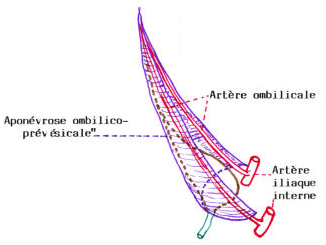 Artère ombilicale
Aponévrose ombilico-
prévésicale"
Artère
iliaque
interne